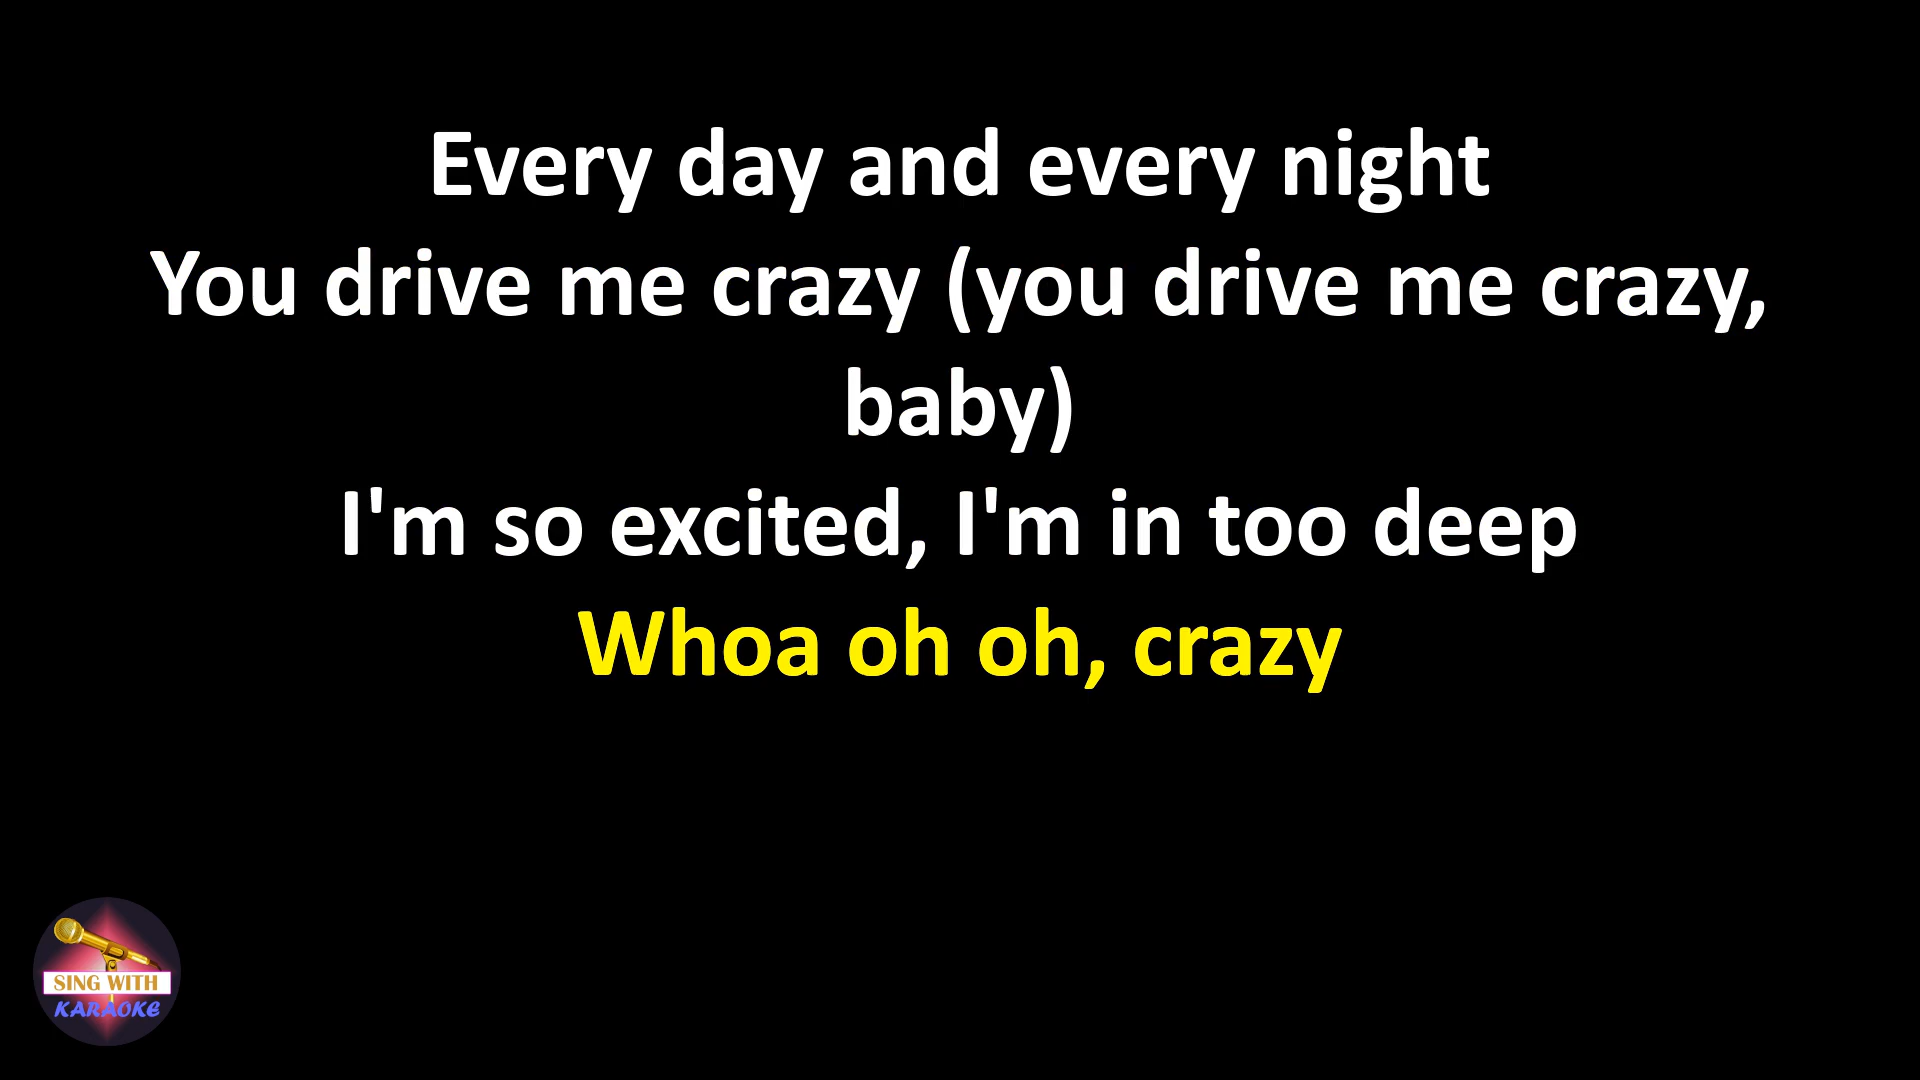 Every day and every night
You drive me crazy (you drive me crazy,
baby)
I'm so excited, I'm in too deep
Whoa oh oh, crazy
SING WITH
KARAOKE